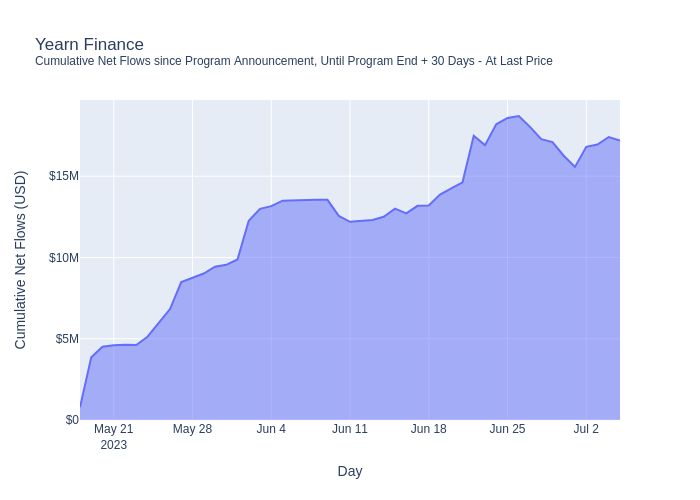 Yearn Finance
Cumulative Net Flows since Program Announcement, Until Program End + 30 Days - At Last Price
Cumulative Net Flows (USD)
$15M
$10M
$5M
$0
May 21
2023
May 28
Jun 4
Jun 11
Jun 18
Jun 25
Jul 2
Day